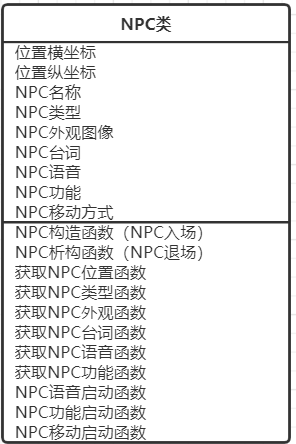 NPC类
位置横坐标
位置纵坐标
NPC名称
NPC类型
NPC外观图像
NPC台词
NPC语音
NPC功能
NPC移动方式
NPC构造函数（NPC入场）
NPC析构函数（NPC退场）
获取NPC位置函数
获取NPC类型函数
获取NPC外观函数
获取NPC台词函数
获取NPC语音函数
获取NPC功能函数
NPC语音启动函数
NPC功能启动函数
NPC移动启动函数